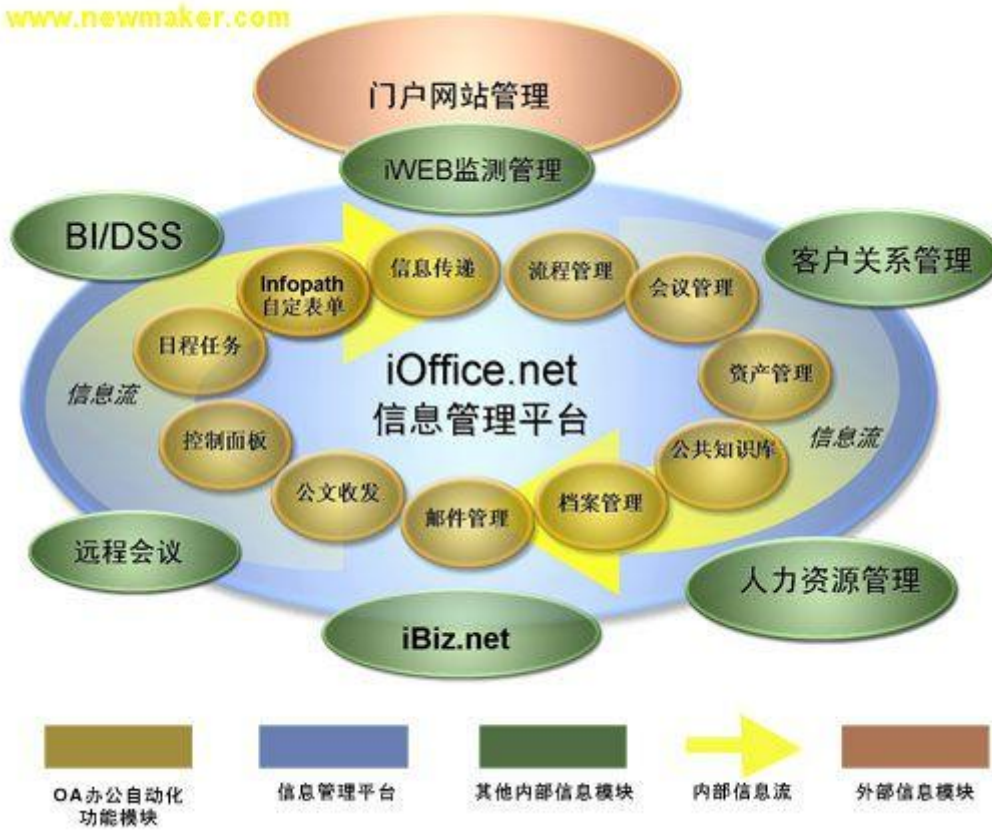 www.newmaker.com
门户网站管理
iWEB监测管理
BI/DSS
客户关系管理
信息传递
流程管理
Infopath
自定表单
会议管理
日程任务
资产管理
iOffice.net
信息管理平台
信息流
信息流
控制面板
公共知识库
公文收发
邮件管理
档案管理
远程会议
人力资源管理
iBiz.net
OA办公自动化
功能模块
信息管理平台
其他内部信息模块
内部信息流
外部信息模块